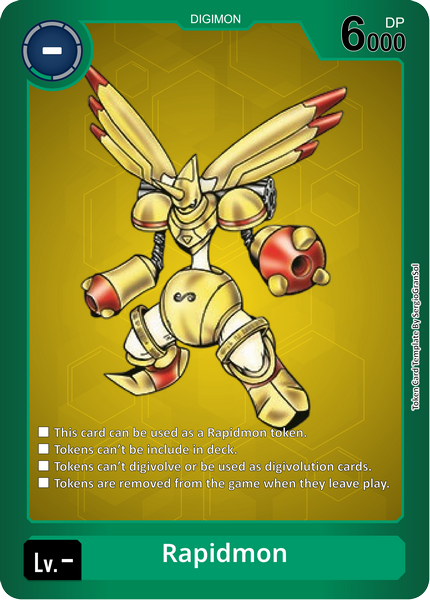 DIGIMON
-
DP
6000
Token Card Template By SergioGranSol
■ This card can be used as a Rapidmon token.
■ Tokens can't be include in deck.
■ Tokens can't digivolve or be used as digivolution cards.
■ Tokens are removed from the game when they leave play.
Lv.-
Rapidmon